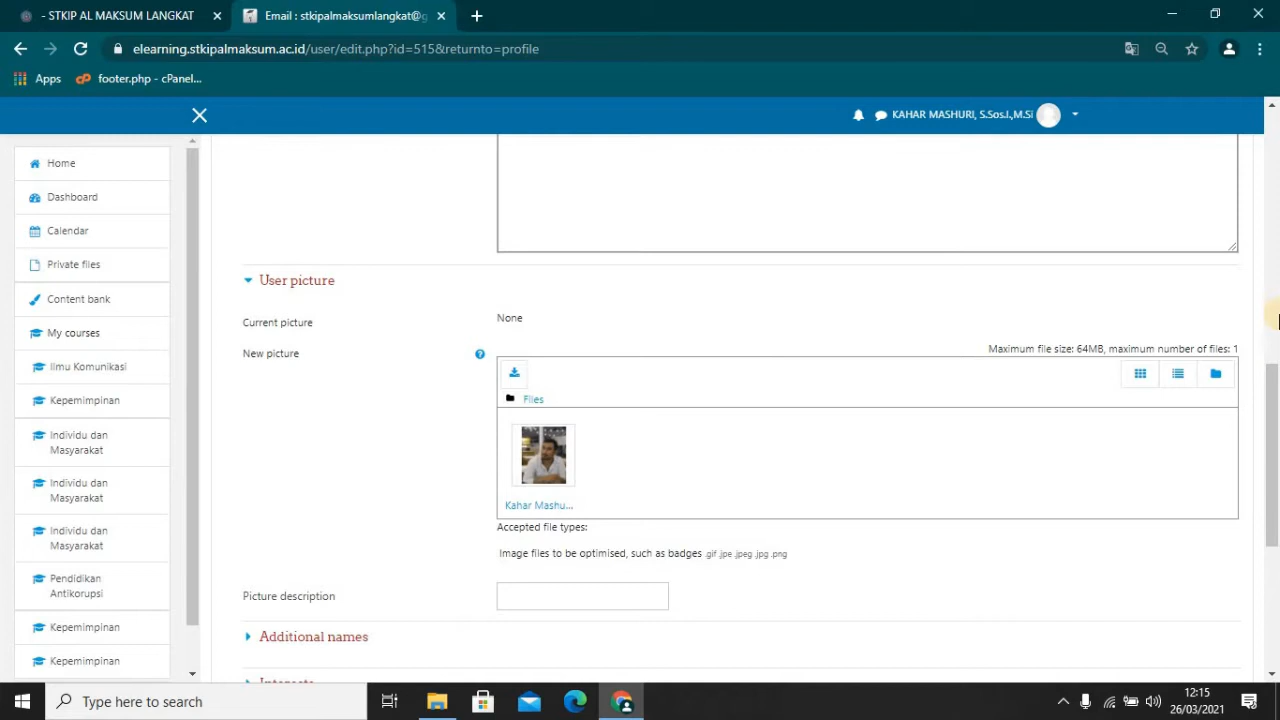 - STKIP AL MAKSUM LANGKAT
Email : stkipalmaksumlangkat@g
elearning.stkipalmaksum.ac.id/user/edit.php?id=515&returnto=profile
Apps
footer.php - cPanel...
KAHAR MASHURI, S.Sos.I.,M.Si
Home
Dashboard
Calendar
Private files
Content bank
My courses
Ilmu Komunikasi
Kepemimpinan
Individu dan
Masyarakat
Individu dan
Masyarakat
Individu dan
Masyarakat
Pendidikan
Antikorupsi
Kepemimpinan
Kepemimpinan
User picture
Current picture
None
New picture
Maximum file size: 64MB, maximum number of files: 1
Files
Kahar Mashu...
Accepted file types:
Image files to be optimised, such as badges .gif .jpe .jpeg .jpg .png
Picture description
Additional names
Interests
Type here to search
12:15
26/03/2021